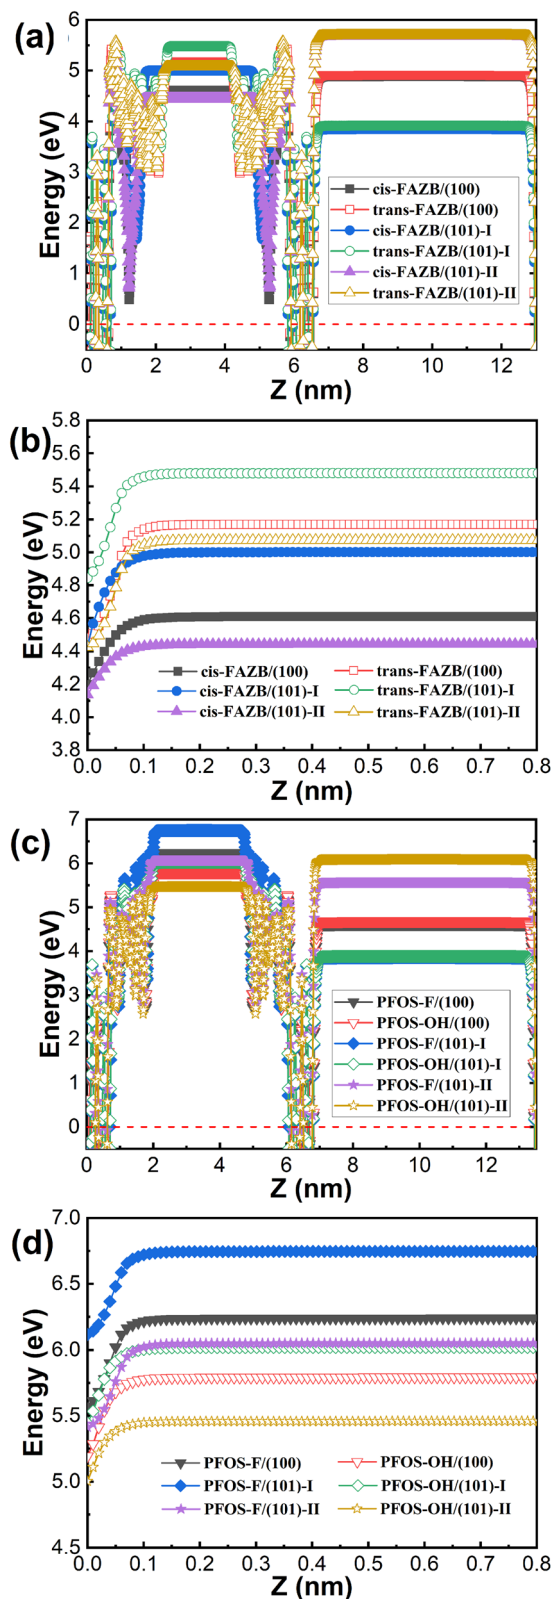 (a)
6
5
4
3
2
1
0
Energy (eV)
cis-FAZB/(100)
trans-FAZB/(100)
cis-FAZB/(101)-I
trans-FAZB/(101)-I
cis-FAZB/(101)-II
trans-FAZB/(101)-II
0 2 4 6 8 10 12
Z (nm)
(b)
5.8
5.4
5.0
4.6
4.4
4.2
4.0
3.8
Energy (eV)
cis-FAZB/(100) trans-FAZB/(100)
cis-FAZB/(101)-I trans-FAZB/(101)-I
cis-FAZB/(101)-II trans-FAZB/(101)-II
0.0 0.1 0.2 0.3 0.4 0.5 0.6 0.7 0.8
Z (nm)
(c)
7
6
5
4
3
2
1
0
Energy (eV)
PFOS-F/(100)
PFOS-OH/(100)
PFOS-F/(101)-I
PFOS-OH/(101)-I
PFOS-F/(101)-II
PFOS-OH/(101)-II
0 2 4 6 8 10 12
Z (nm)
(d)
7.0
6.5
6.0
5.5
5.0
4.5
Energy (eV)
PFOS-F/(100) PFOS-OH/(100)
PFOS-F/(101)-I PFOS-OH/(101)-I
PFOS-F/(101)-II PFOS-OH/(101)-II
0.0 0.1 0.2 0.3 0.4 0.5 0.6 0.7 0.8
Z (nm)